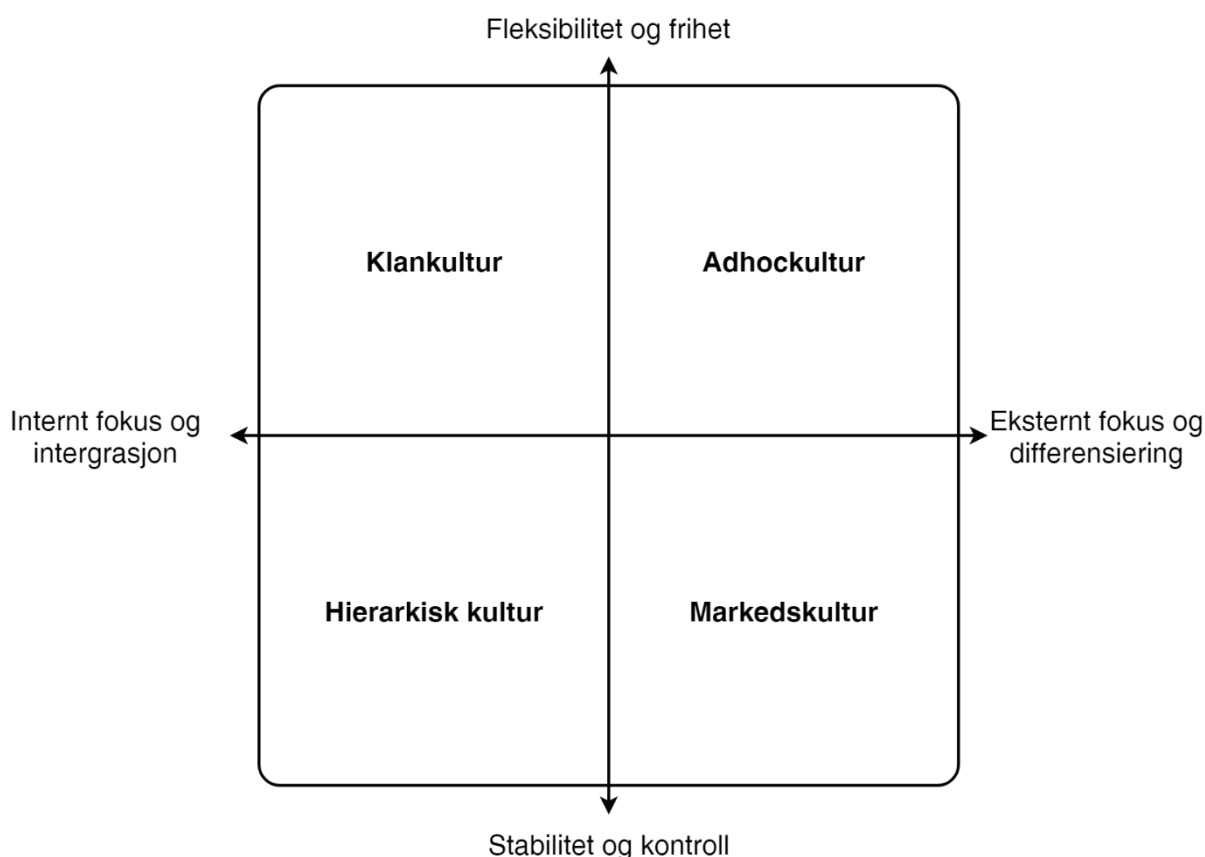 Fleksibilitet og frihet
Klankultur
Adhockultur
Internt fokus og
intergrasjon
Eksternt fokus og
differensiering
Hierarkisk kultur
Markedskultur
Stabilitet og kontroll